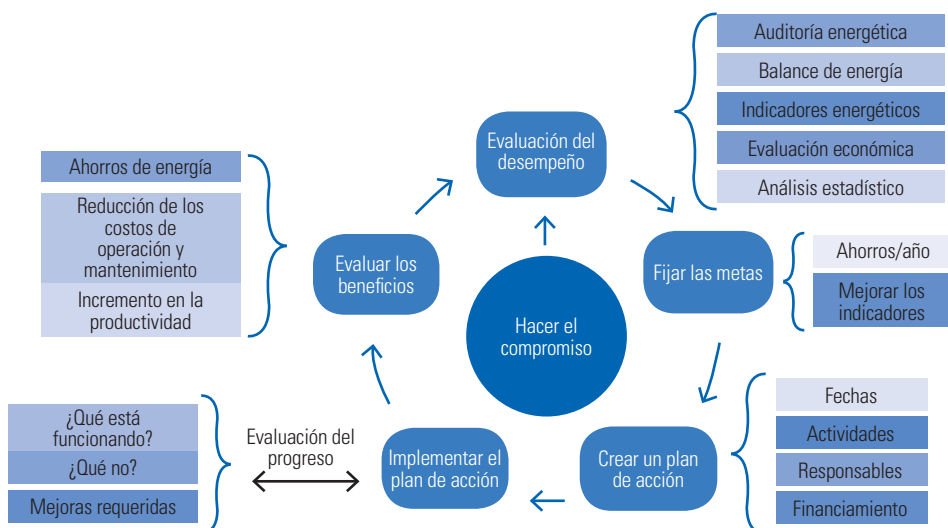 Auditoría energética
Balance de energía
Indicadores energéticos
Evaluación económica
Análisis estadístico
Evaluación del
desempeño
Ahorros de energía
Reducción de los
costos de
operación y
mantenimiento
Incremento en la
productividad
Evaluar los
beneficios
Fijar las metas
Ahorros/año
Mejorar los
indicadores
Hacer el
compromiso
¿Qué está
funcionando?
¿Qué no?
Mejoras requeridas
Evaluación del
progreso
Implementar el
plan de acción
Crear un plan
de acción
Fechas
Actividades
Responsables
Financiamiento